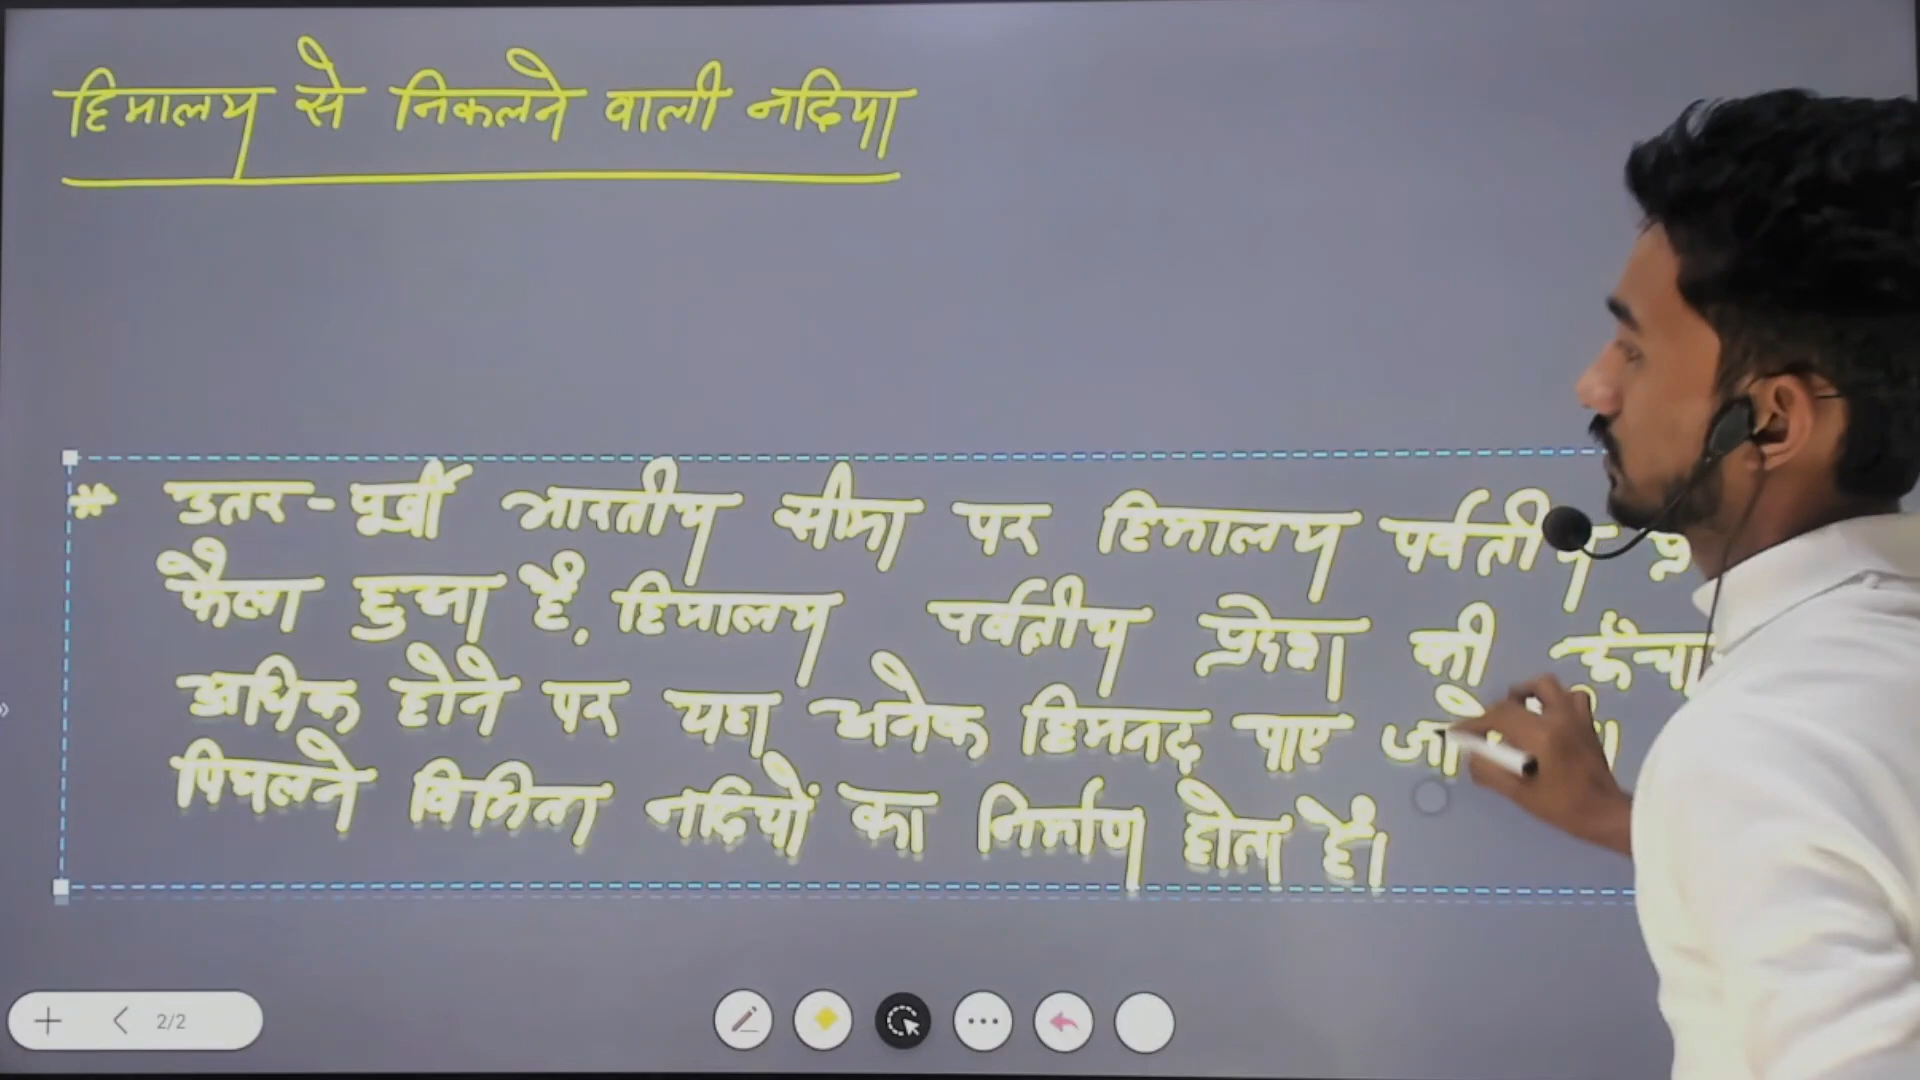 हिमालय से निकलने वाली नदिया
* उतर-पूर्वी भारतीय सीमा पर हिमालय पर्वतीय
फैला हुआ है, हिमालय पर्वतीय प्रदेश की
अधिक होने पर यहा अनेक हिमनद पाए
पिघलने विभिन्न नदियों का निर्माण होता है।
2/2